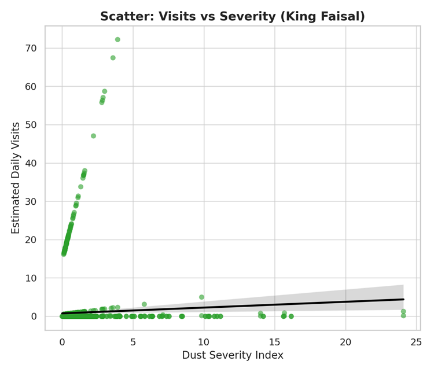 Scatter: Visits vs Severity (King Faisal)
70
60
50
40
30
20
10
0
Estimated Daily Visits
0 5 10 15 20 25
Dust Severity Index